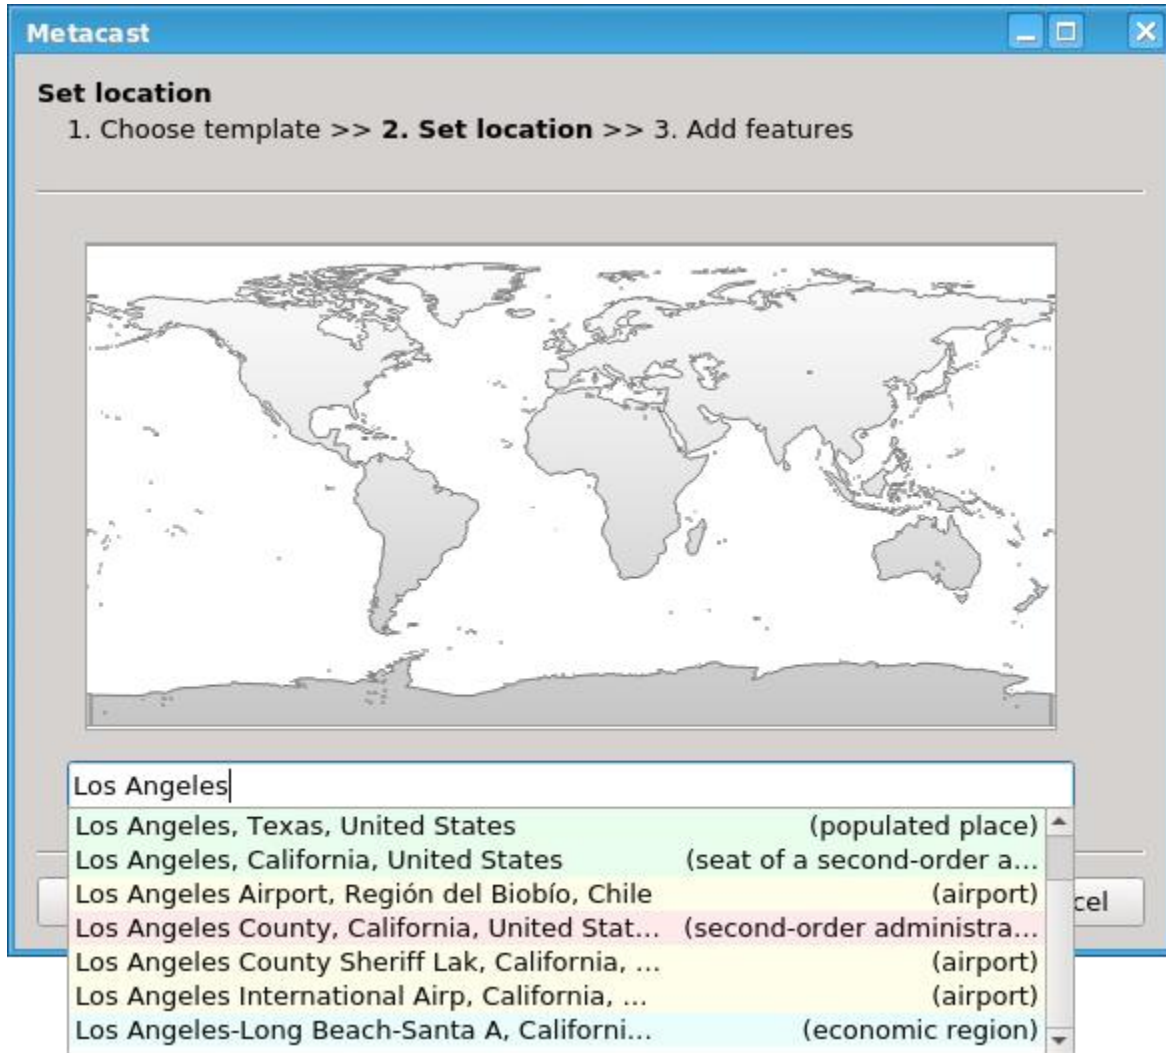 Metacast
Set location
1. Choose template >> 2. Set location >> 3. Add features
Los Angeles
Los Angeles, Texas, United States (populated place)
Los Angeles, California, United States (seat of a second-order a...
Los Angeles Airport, Región del Biobío, Chile (airport)
Los Angeles County, California, United Stat... (second-order administra...
Los Angeles County Sheriff Lak, California, ... (airport)
Los Angeles International Airp, California, ... (airport)
Los Angeles-Long Beach-Santa A, Californi... (economic region)